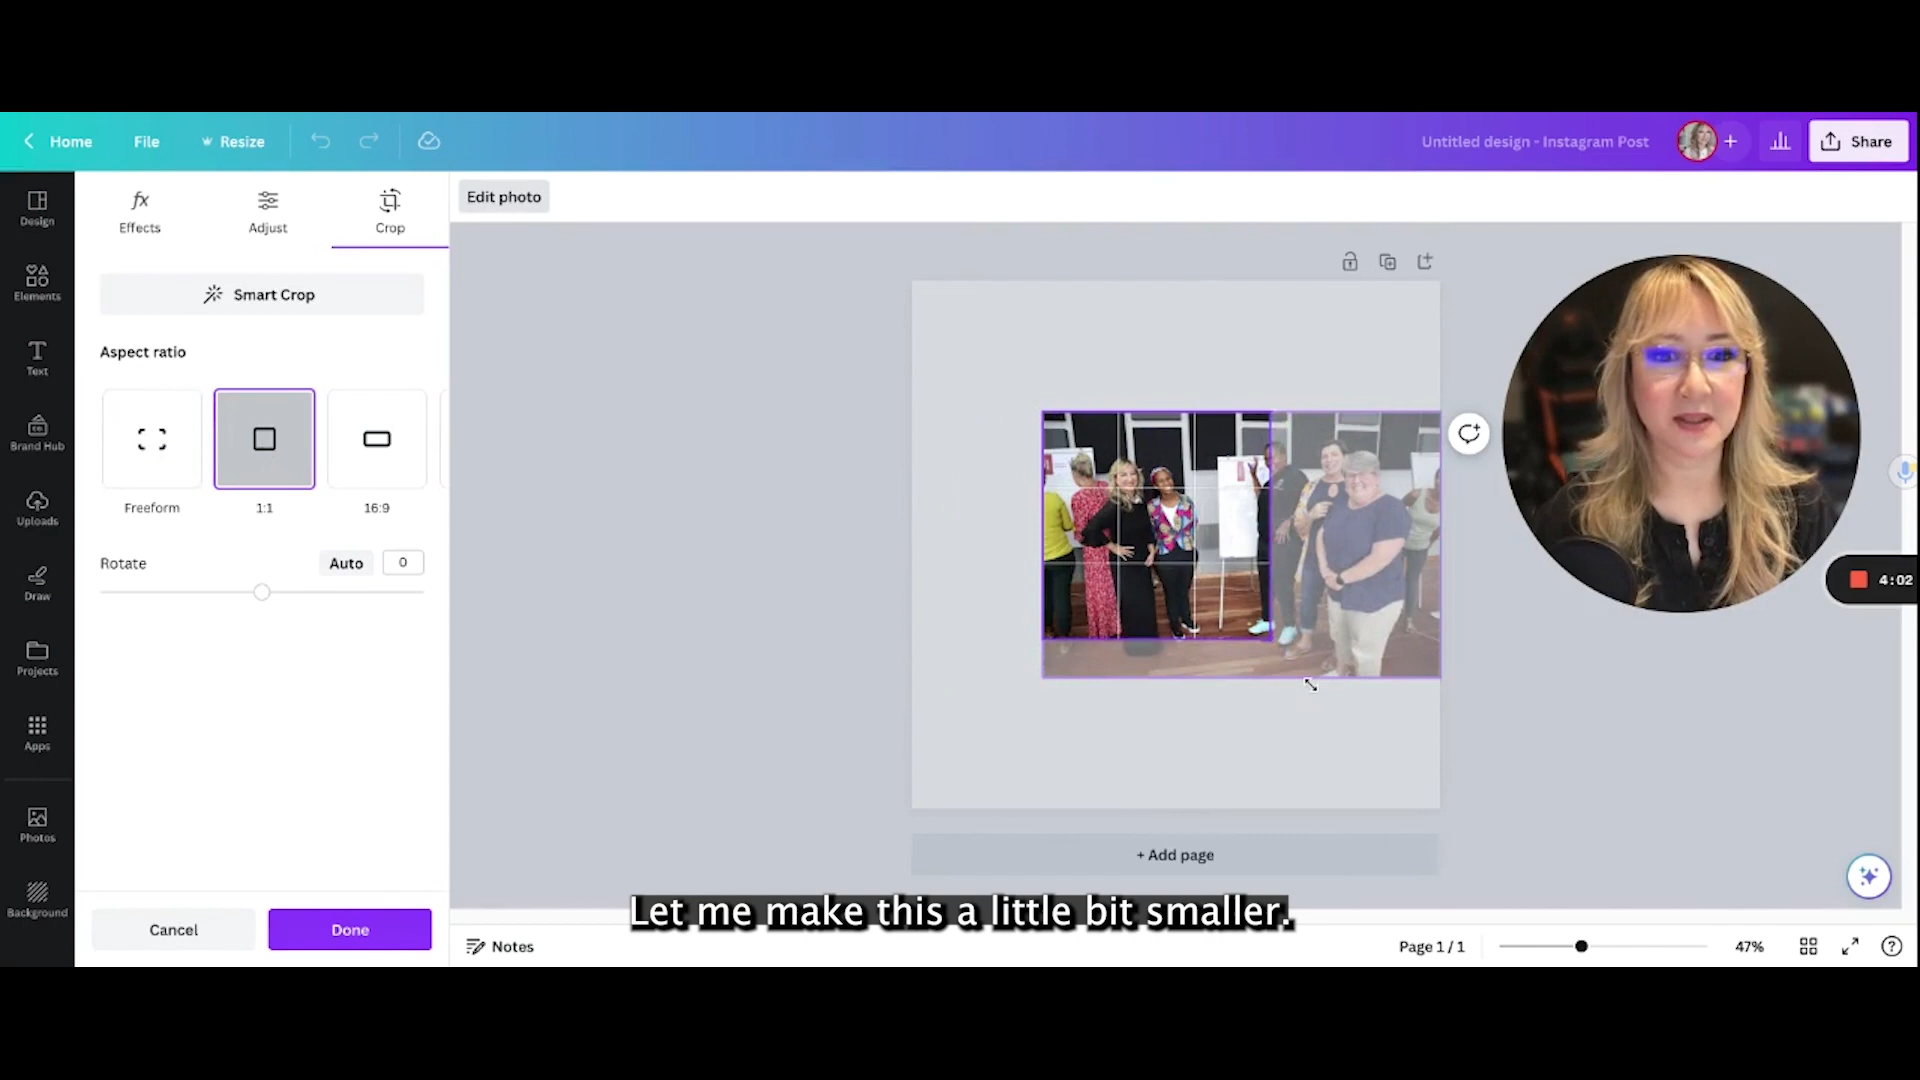 Home
File
Resize
Untitled design - Instagram Post
Share
Design
Elements
Text
Brand Hub
Uploads
Draw
Projects
Apps
Photos
Background
fx
Effects
Adjust
Crop
Edit photo
Smart Crop
Aspect ratio
Freeform
1:1
16:9
Rotate
Auto
0
4:02
+ Add page
Let me make this a little bit smaller.
Cancel
Done
Notes
Page 1 / 1
47%